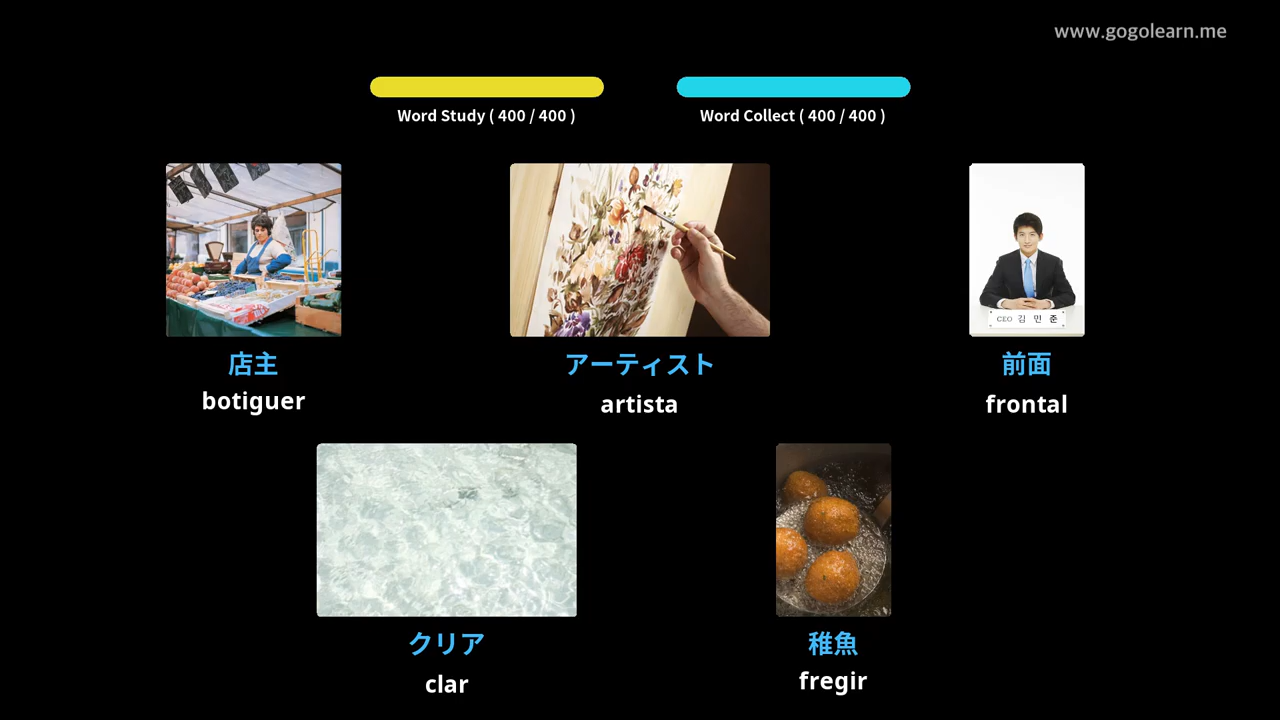 www.gogolearn.me
Word Study ( 400 / 400 )
Word Collect ( 400 / 400 )
CEO 김 민 준
店主
アーティスト
前面
botiguer
artista
frontal
クリア
稚魚
clar
fregir